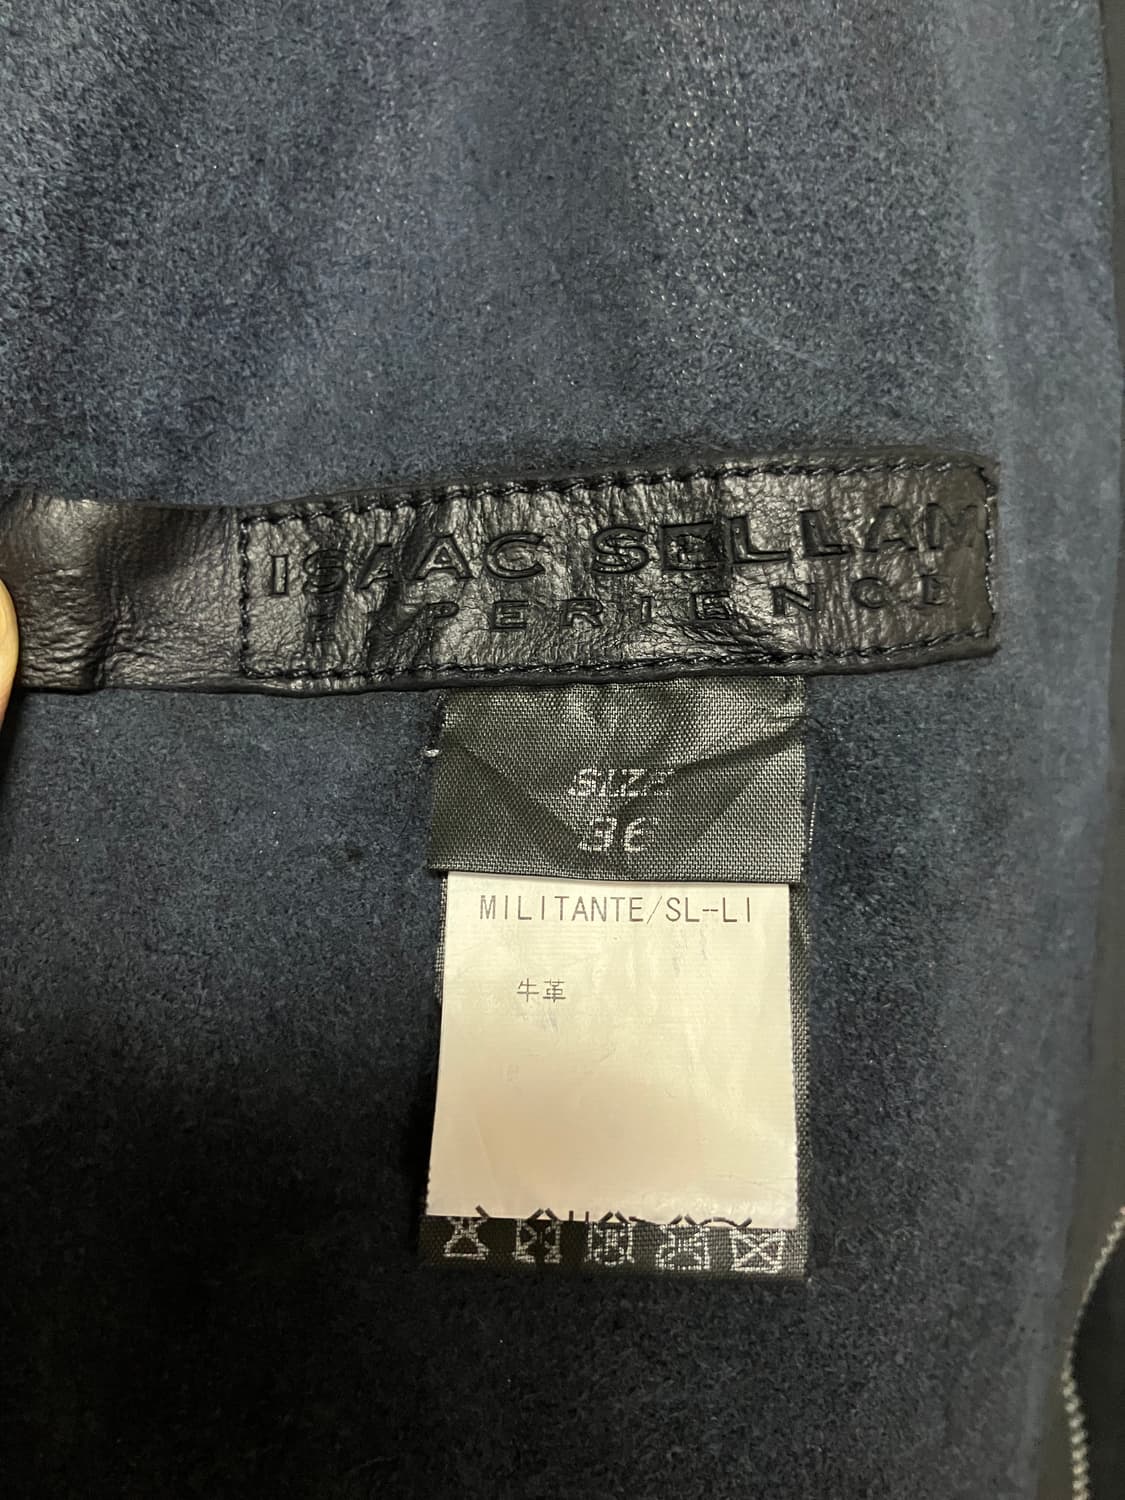 ISAAC SELLAM
EXPERIENCE
SIZE
36
MILITANTE/SL-LI
牛革